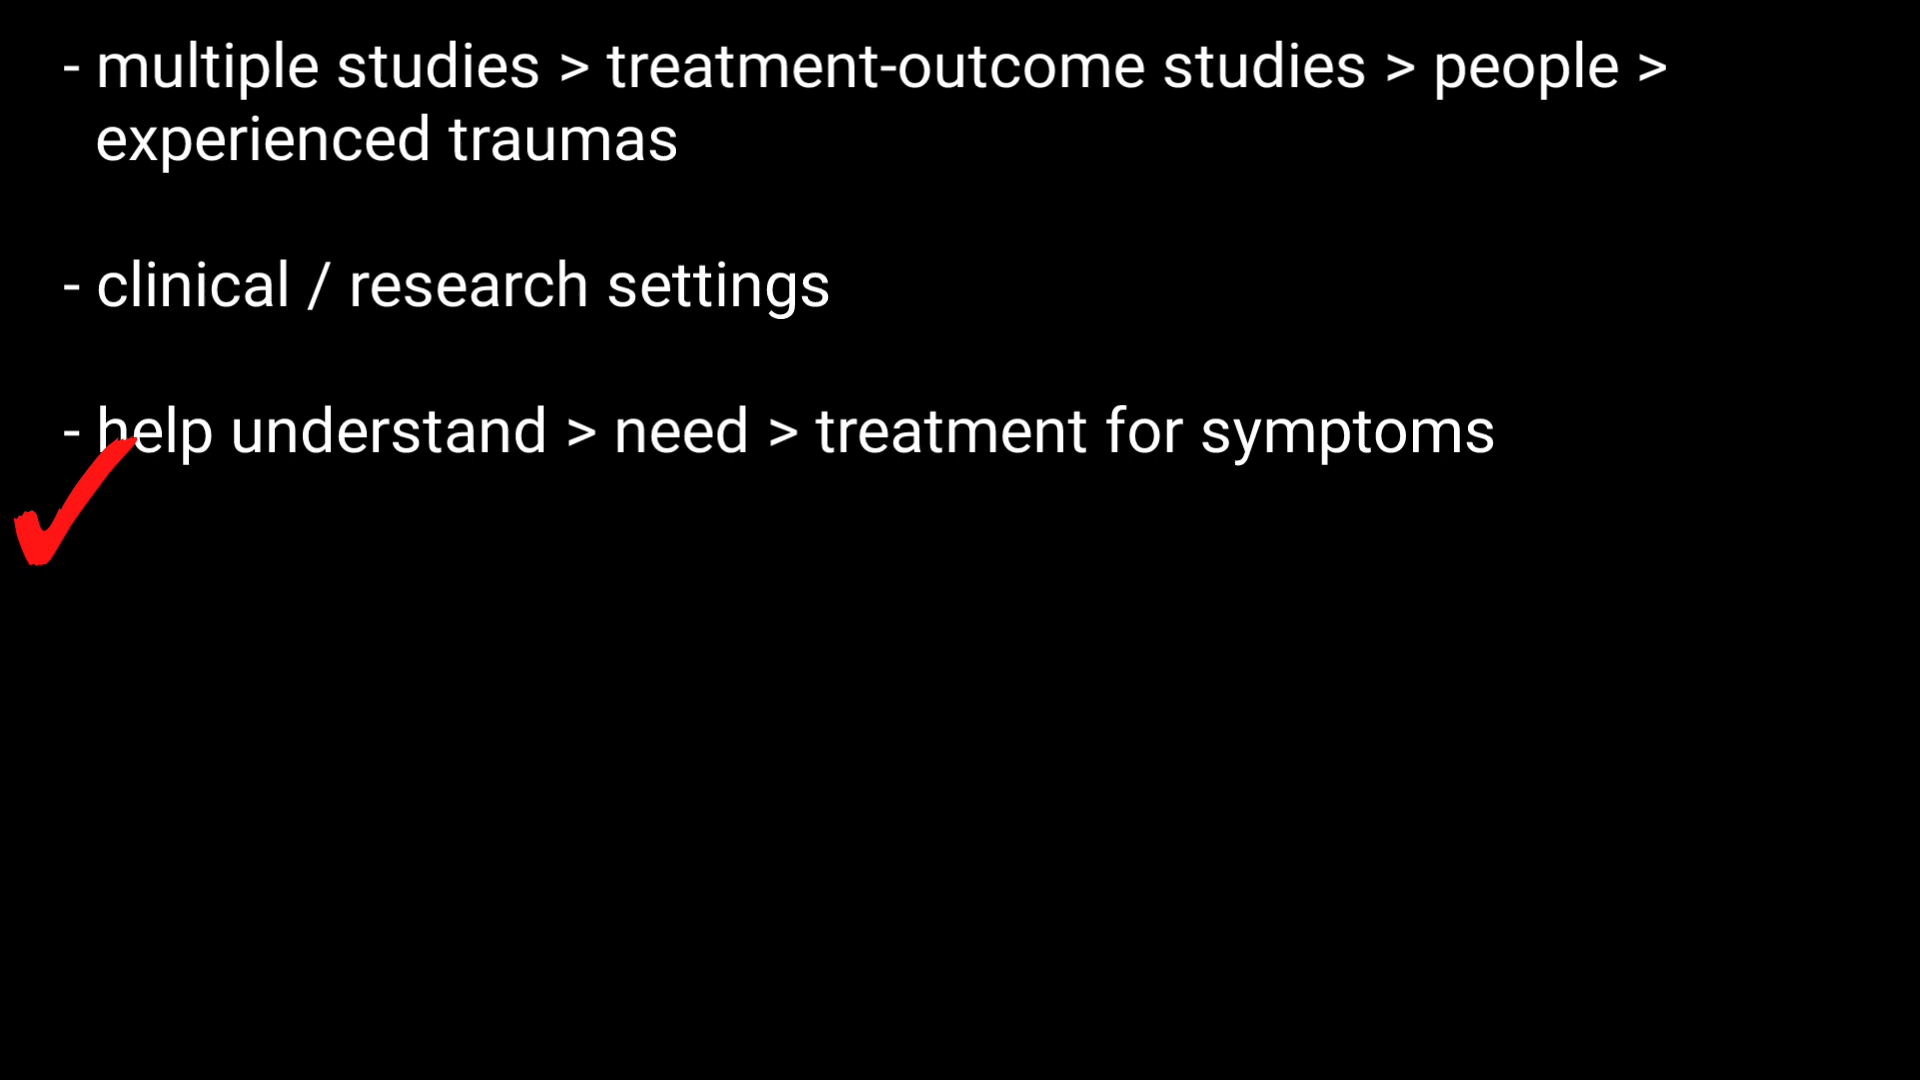 - multiple studies > treatment-outcome studies > people >
experienced traumas
- clinical / research settings
- help understand > need > treatment for symptoms